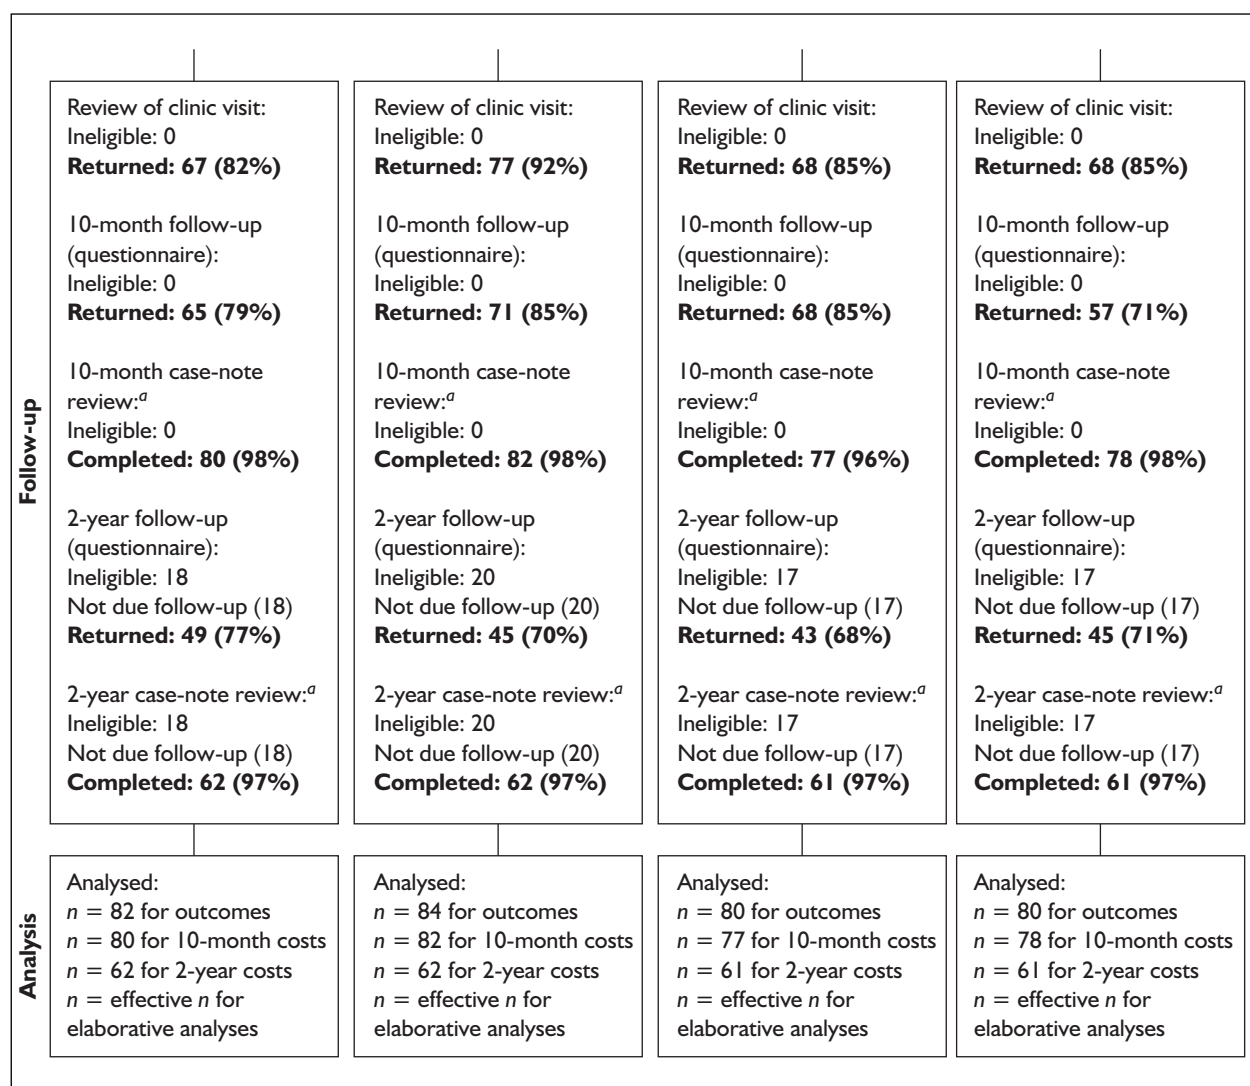 Follow-up
Review of clinic visit:
Ineligible: 0
Returned: 67 (82%)
10-month follow-up
(questionnaire):
Ineligible: 0
Returned: 65 (79%)
10-month case-note
review:a
Ineligible: 0
Completed: 80 (98%)
2-year follow-up
(questionnaire):
Ineligible: 18
Not due follow-up (18)
Returned: 49 (77%)
2-year case-note review:a
Ineligible: 18
Not due follow-up (18)
Completed: 62 (97%)
Review of clinic visit:
Ineligible: 0
Returned: 77 (92%)
10-month follow-up
(questionnaire):
Ineligible: 0
Returned: 71 (85%)
10-month case-note
review:a
Ineligible: 0
Completed: 82 (98%)
2-year follow-up
(questionnaire):
Ineligible: 20
Not due follow-up (20)
Returned: 45 (70%)
2-year case-note review:a
Ineligible: 20
Not due follow-up (20)
Completed: 62 (97%)
Review of clinic visit:
Ineligible: 0
Returned: 68 (85%)
10-month follow-up
(questionnaire):
Ineligible: 0
Returned: 68 (85%)
10-month case-note
review:a
Ineligible: 0
Completed: 77 (96%)
2-year follow-up
(questionnaire):
Ineligible: 17
Not due follow-up (17)
Returned: 43 (68%)
2-year case-note review:a
Ineligible: 17
Not due follow-up (17)
Completed: 61 (97%)
Review of clinic visit:
Ineligible: 0
Returned: 68 (85%)
10-month follow-up
(questionnaire):
Ineligible: 0
Returned: 57 (71%)
10-month case-note
review:a
Ineligible: 0
Completed: 78 (98%)
2-year follow-up
(questionnaire):
Ineligible: 17
Not due follow-up (17)
Returned: 45 (71%)
2-year case-note review:a
Ineligible: 17
Not due follow-up (17)
Completed: 61 (97%)
Analysis
Analysed:
n = 82 for outcomes
n = 80 for 10-month costs
n = 62 for 2-year costs
n = effective n for
elaborative analyses
Analysed:
n = 84 for outcomes
n = 82 for 10-month costs
n = 62 for 2-year costs
n = effective n for
elaborative analyses
Analysed:
n = 80 for outcomes
n = 77 for 10-month costs
n = 61 for 2-year costs
n = effective n for
elaborative analyses
Analysed:
n = 80 for outcomes
n = 78 for 10-month costs
n = 61 for 2-year costs
n = effective n for
elaborative analyses